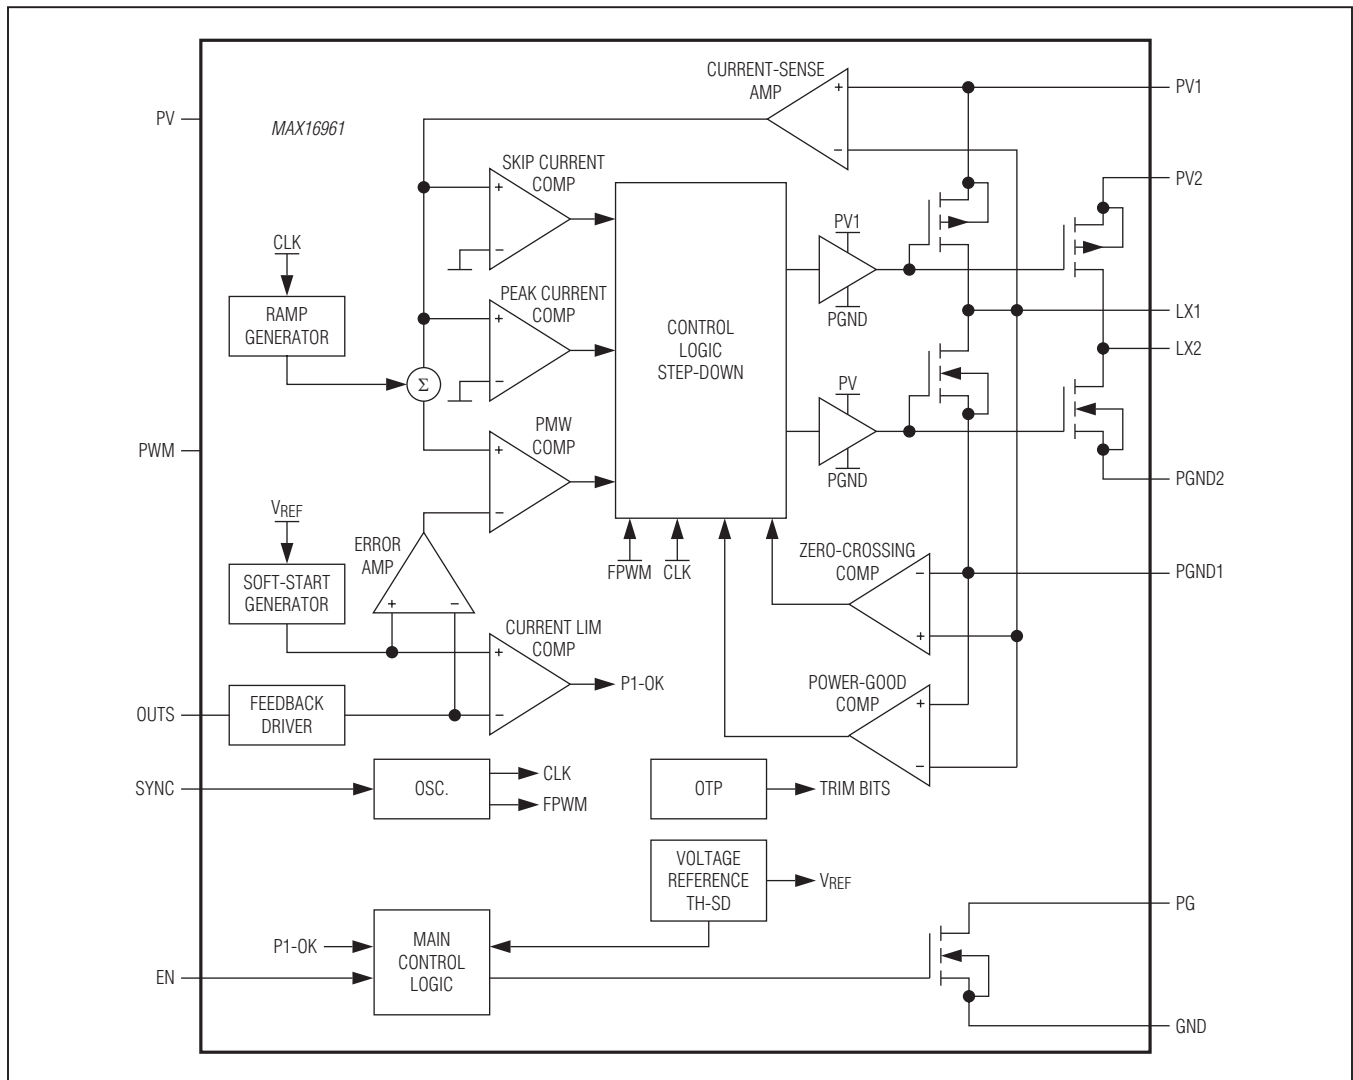 CURRENT-SENSE
AMP
+
−
PV1
PV
MAX16961
SKIP CURRENT
COMP
+
−
PV2
CLK
PV1
RAMP
GENERATOR
PEAK CURRENT
COMP
+
−
CONTROL
LOGIC
STEP-DOWN
PGND
LX1
LX2
Σ
PV
PMW
COMP
+
−
PWM
PGND
PGND2
VREF
ERROR
AMP
+ −
FPWM
CLK
ZERO-CROSSING
COMP
−
+
PGND1
SOFT-START
GENERATOR
CURRENT LIM
COMP
+
−
P1-OK
POWER-GOOD
COMP
+
−
OUTS
FEEDBACK
DRIVER
SYNC
OSC.
CLK
FPWM
OTP
TRIM BITS
VOLTAGE
REFERENCE
TH-SD
VREF
PG
P1-OK
EN
MAIN
CONTROL
LOGIC
GND